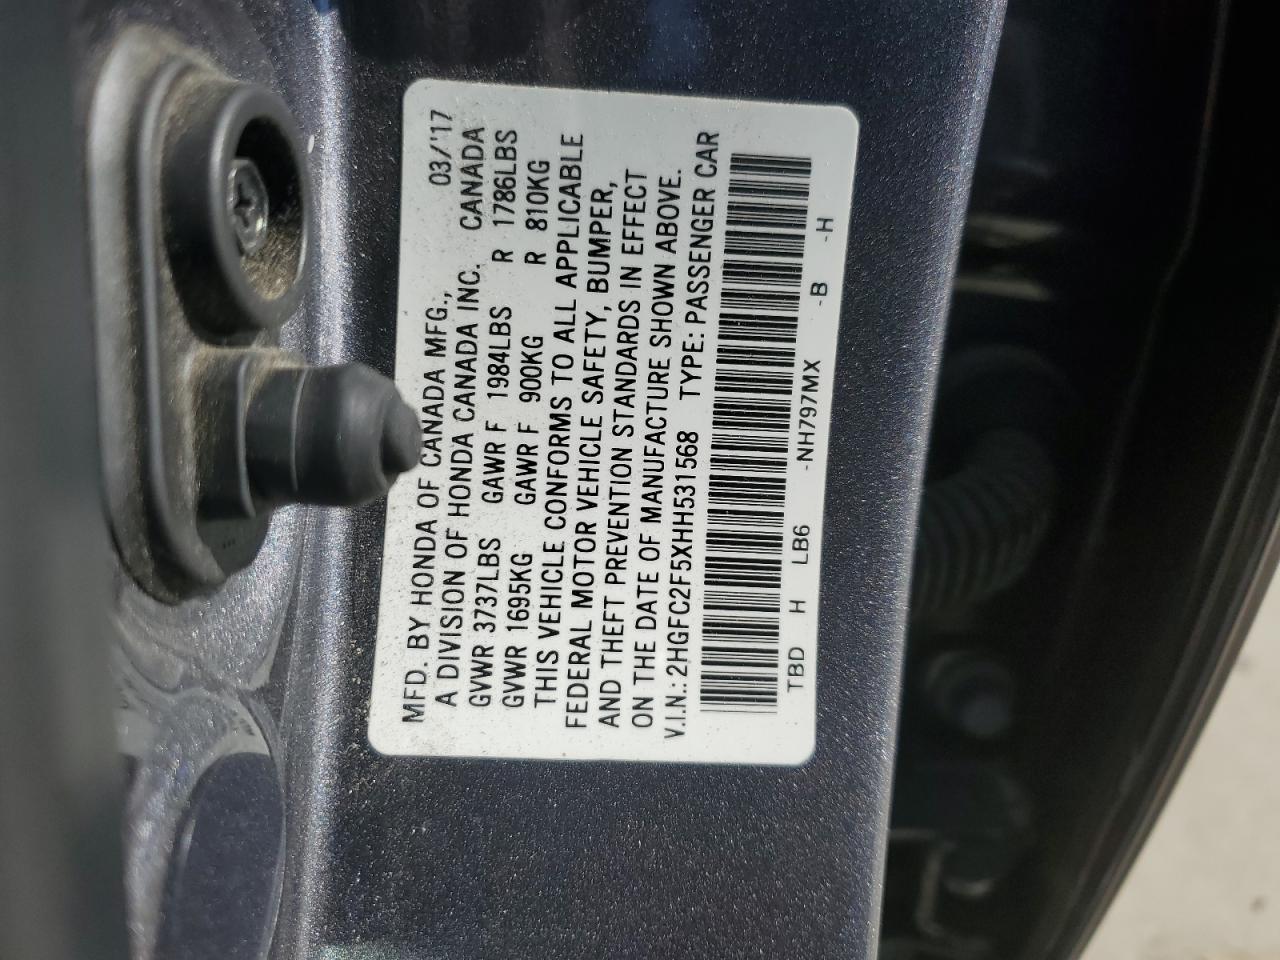 MFD. BY HONDA OF CANADA MFG., 03/'17
A DIVISION OF HONDA CANADA INC. CANADA
GVWR 3737LBS GAWR F 1984LBS R 1786LBS
GVWR 1695KG GAWR F 900KG R 810KG
THIS VEHICLE CONFORMS TO ALL APPLICABLE
FEDERAL MOTOR VEHICLE SAFETY, BUMPER,
AND THEFT PREVENTION STANDARDS IN EFFECT
ON THE DATE OF MANUFACTURE SHOWN ABOVE.
V.I.N.: 2HGFC2F5XHH531568 TYPE: PASSENGER CAR
TBD H LB6 -NH797MX -B -H